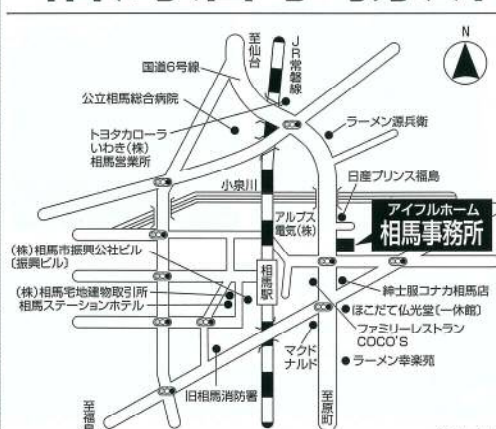 至仙台
JR常磐線
N
国道6号線
公立相馬総合病院
トヨタカローラ
いわき(株)
相馬営業所
ラーメン源兵衛
小泉川
日産プリンス福島
アルプス
電気(株)
アイフルホーム
相馬事務所
(株)相馬市振興公社ビル
〔振興ビル〕
相馬駅
(株)相馬宅地建物取引所
相馬ステーションホテル
紳士服コナカ相馬店
ほこだて仏光堂〔一休館〕
ファミリーレストラン
COCO'S
マクド
ナルド
ラーメン幸楽苑
旧相馬消防署
至原町
至福島